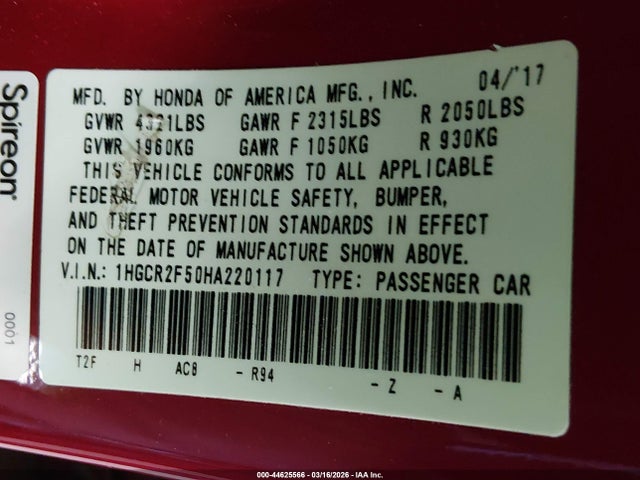 Spireon
0001
MFD. BY HONDA OF AMERICA MFG., INC. 04/'17
GVWR 4321LBS GAWR F 2315LBS R 2050LBS
GVWR 1960KG GAWR F 1050KG R 930KG
THIS VEHICLE CONFORMS TO ALL APPLICABLE
FEDERAL MOTOR VEHICLE SAFETY, BUMPER,
AND THEFT PREVENTION STANDARDS IN EFFECT
ON THE DATE OF MANUFACTURE SHOWN ABOVE.
V.I.N.: 1HGCR2F50HA220117 TYPE: PASSENGER CAR
T2F H AC8 - R94 - Z - A
000-44625566 - 03/16/2026 - IAA Inc.